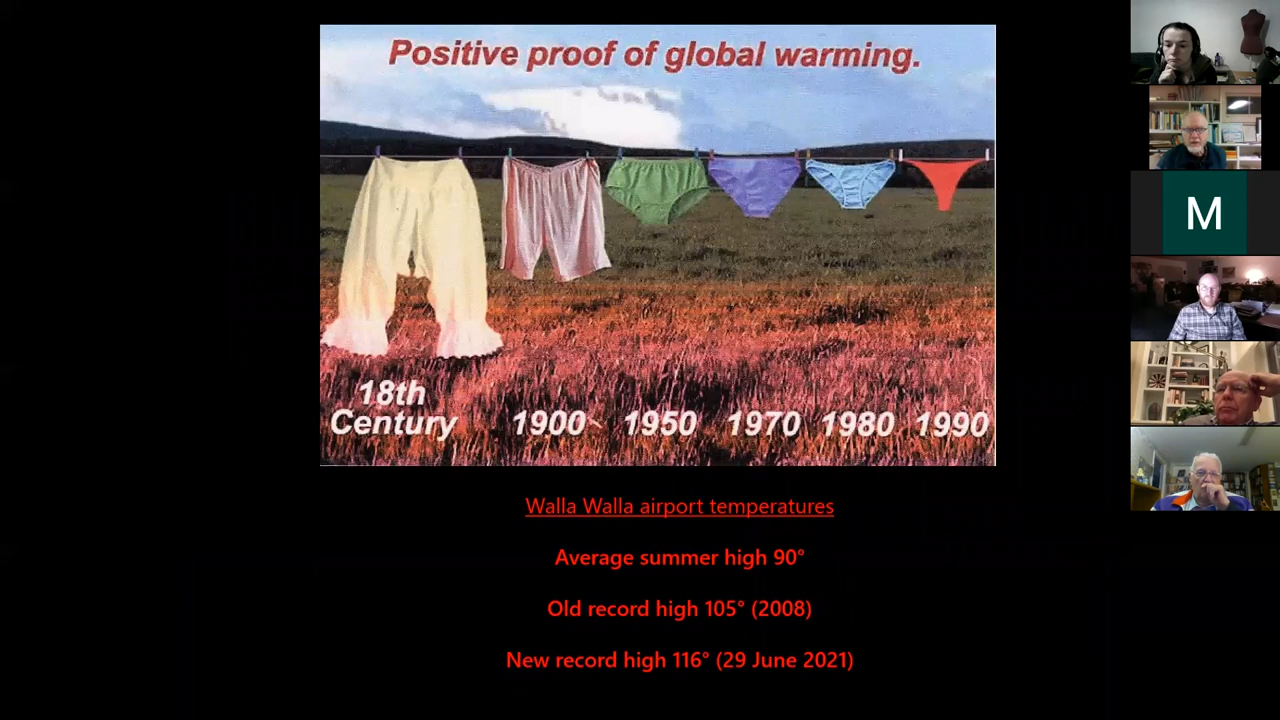 Positive proof of global warming.
18th
Century
1900
1950
1970
1980
1990
Walla Walla airport temperatures
Average summer high 90°
Old record high 105° (2008)
New record high 116° (29 June 2021)
M